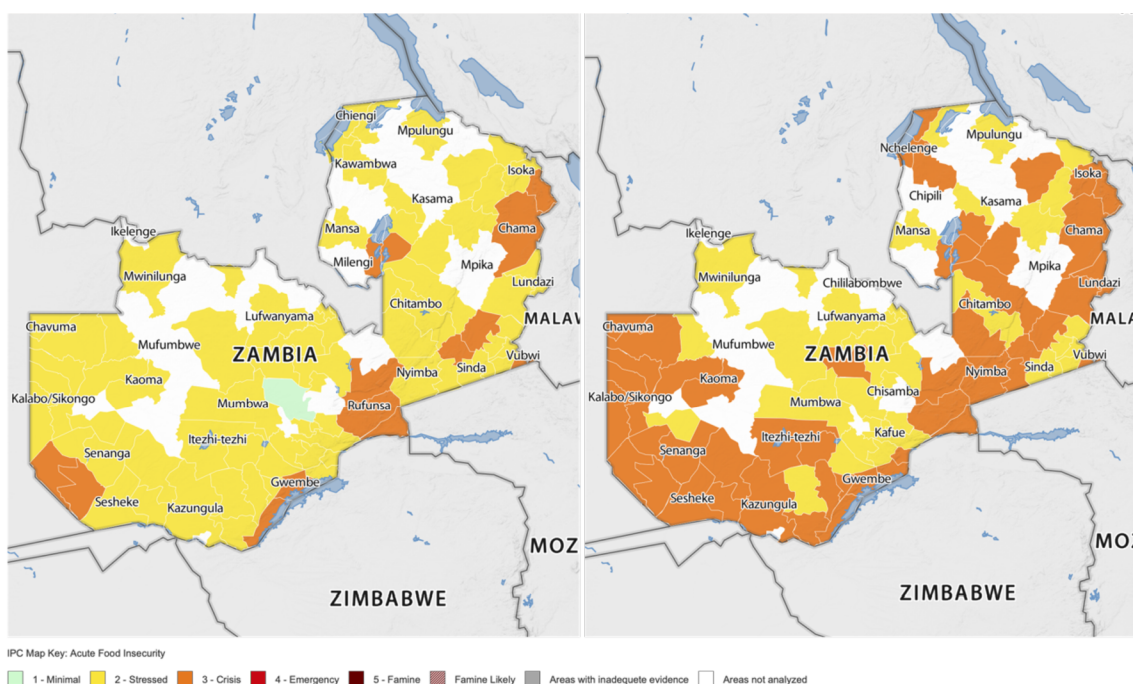 Chiengi
Mpulungu
Kawambwa
Isoka
Kasama
Mansa
Chama
Ikelenge
Milengi
Mpika
Mwinilunga
Lundazi
Chitambo
Lufwanyama
MALAW
Chavuma
Mufumbwe
ZAMBIA
Vubwi
Sinda
Nyimba
Kaoma
Kalabo/Sikongo
Mumbwa
Rufunsa
Itezhi-tezhi
Senanga
Gwembe
Sesheke
Kazungula
MOZ
ZIMBABWE
Mpulungu
Nchelenge
Isoka
Chipili
Kasama
Mansa
Chama
Ikelenge
Mpika
Mwinilunga
Chililabombwe
Lundazi
Chitambo
Lufwanyama
MALA
Chavuma
Mufumbwe
ZAMBIA
Vubwi
Sinda
Nyimba
Kaoma
Chisamba
Kalabo/Sikongo
Mumbwa
Itezhi-tezhi
Kafue
Senanga
Gwembe
Sesheke
Kazungula
MO
ZIMBABWE
IPC Map Key: Acute Food Insecurity
1 - Minimal 2 - Stressed 3 - Crisis 4 - Emergency 5 - Famine Famine Likely Areas with inadequete evidence Areas not analyzed